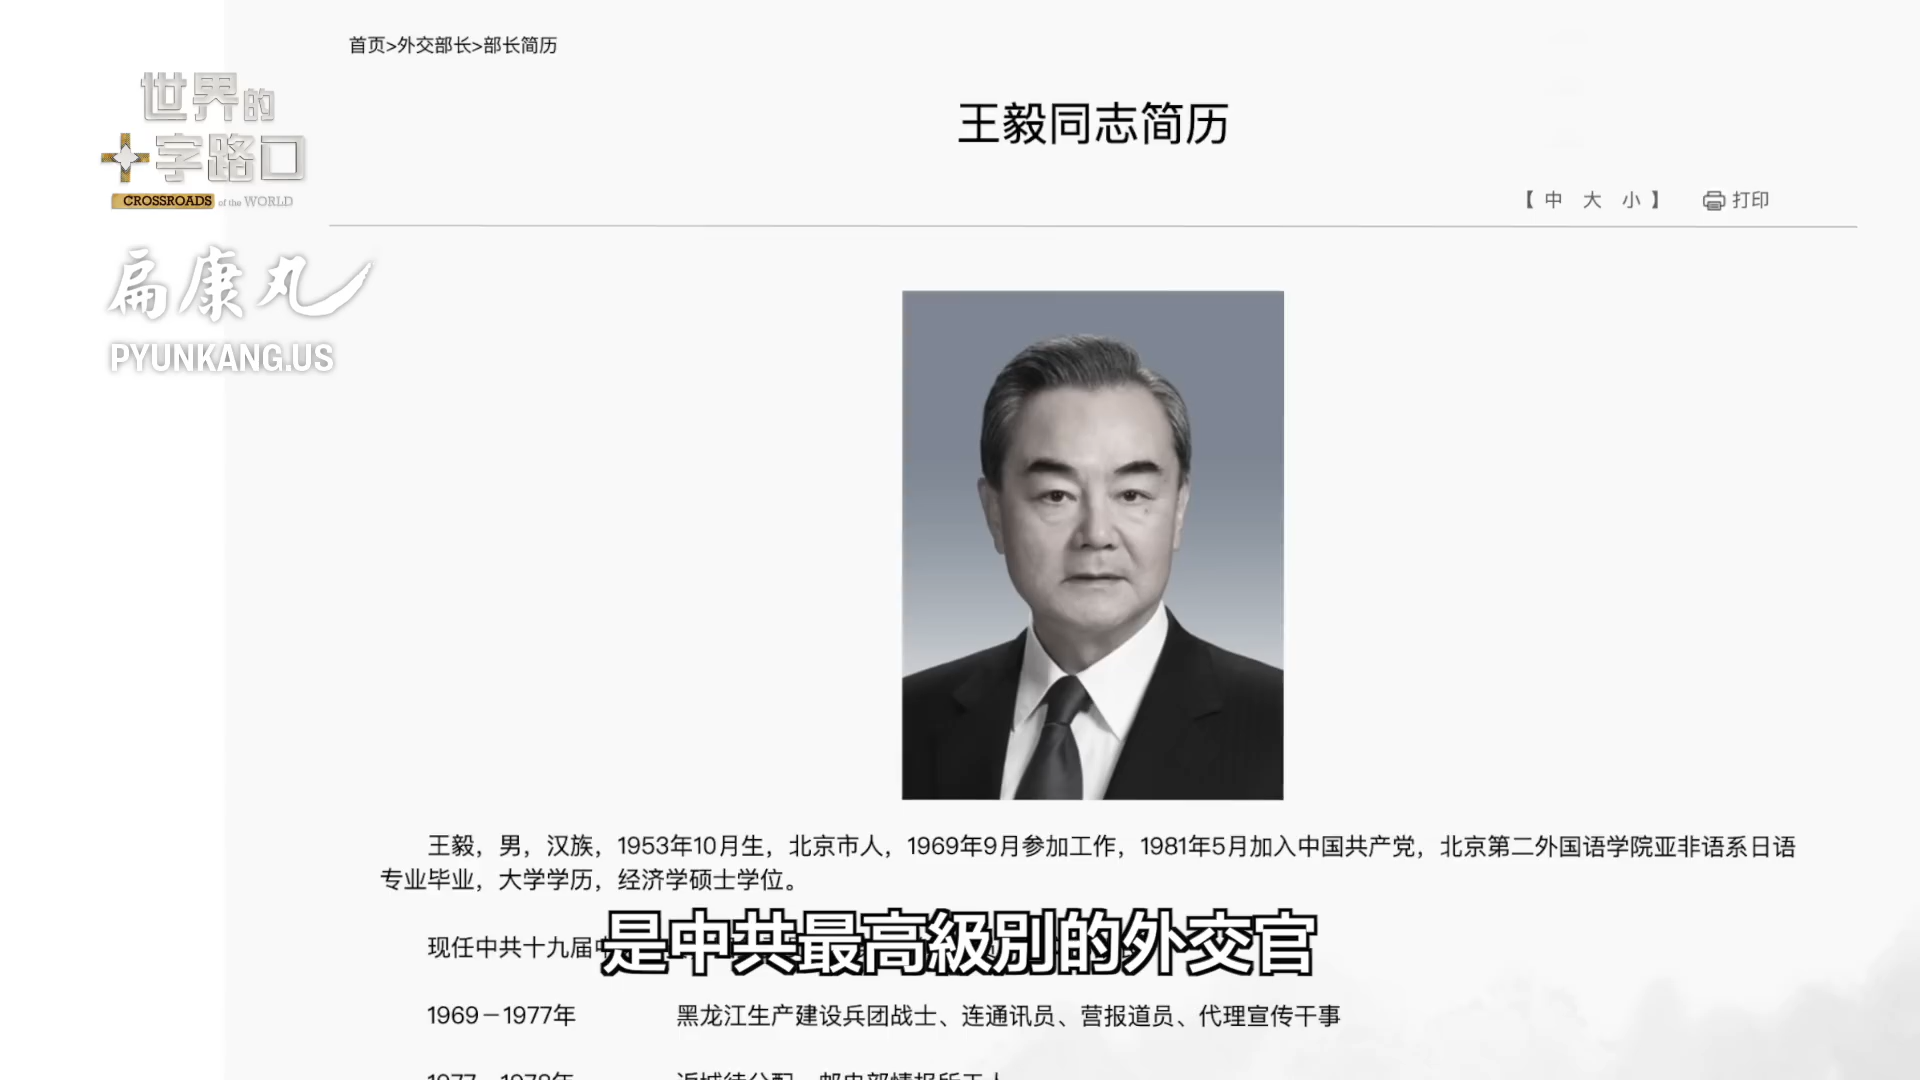 首页>外交部长>部长简历
世界的
十字路口
CROSSROADS of the WORLD
王毅同志简历
【 中 大 小 】 打印
扁康丸
PYUNKANG.US
王毅，男，汉族，1953年10月生，北京市人，1969年9月参加工作，1981年5月加入中国共产党，北京第二外国语学院亚非语系日语
专业毕业，大学学历，经济学硕士学位。
现任中共十九届中
是中共最高級別的外交官
1969－1977年 黑龙江生产建设兵团战士、连通讯员、营报道员、代理宣传干事